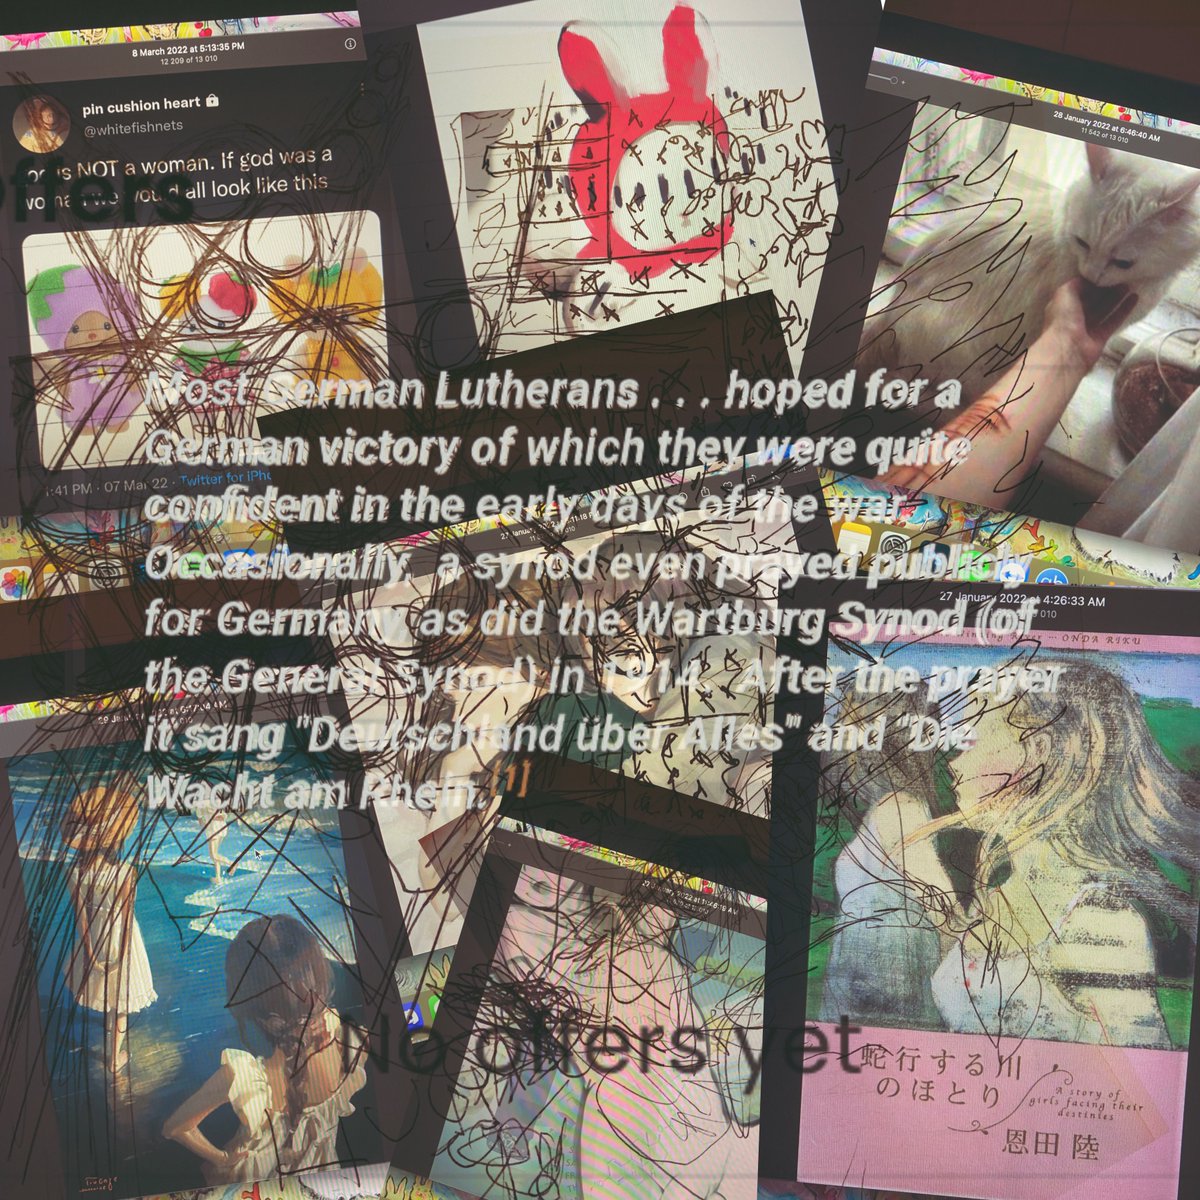 8 March 2022 at 5:13:35 PM
12 209 of 13 010
pin cushion heart
@whitefishnets
is NOT a woman. If god was a
woman we would all look like this
Offers
1:41 PM · 07 Mar 22 · Twitter for iPh
28 January 2022 at 6:46:40 AM
11 542 of 13 010
Most German Lutherans . . . hoped for a
German victory of which they were quite
confident in the early days of the war
Occasionally, a synod even prayed publicly
for Germany, as did the Wartburg Synod (of
the General Synod) in 1914. After the prayer
it sang "Deutschland über Alles" and "Die
Wacht am Rhein."[1]
27 January 2022 at 4:26:33 AM
ONDA RIKU
No offers yet
蛇行する川
のほとり
A story of
girls facing their
destinies
恩田 陸